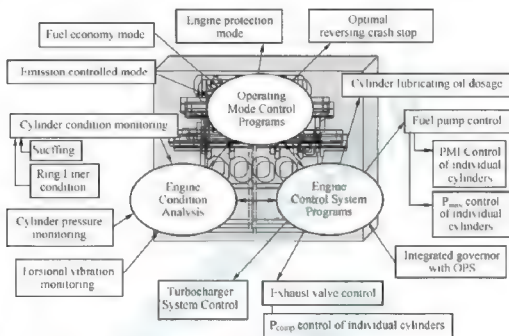 Engine protection
mode
Optimal
reversing crash stop
Fuel economy mode
Emission controlled mode
Operating
Mode Control
Programs
Cylinder lubricating oil dosage
Cylinder condition monitoring
Fuel pump control
Sucffing
Ring Liner
condition
PMI Control
of individual
cylinders
Engine
Condition
Analysis
Engine
Control System
Programs
Pmax control
of individual
cylinders
Cylinder pressure
monitoring
Integrated governor
with OPS
Torsional vibration
monitoring
Turbocharger
System Control
Exhaust valve control
Pcomp control of individual cylinders